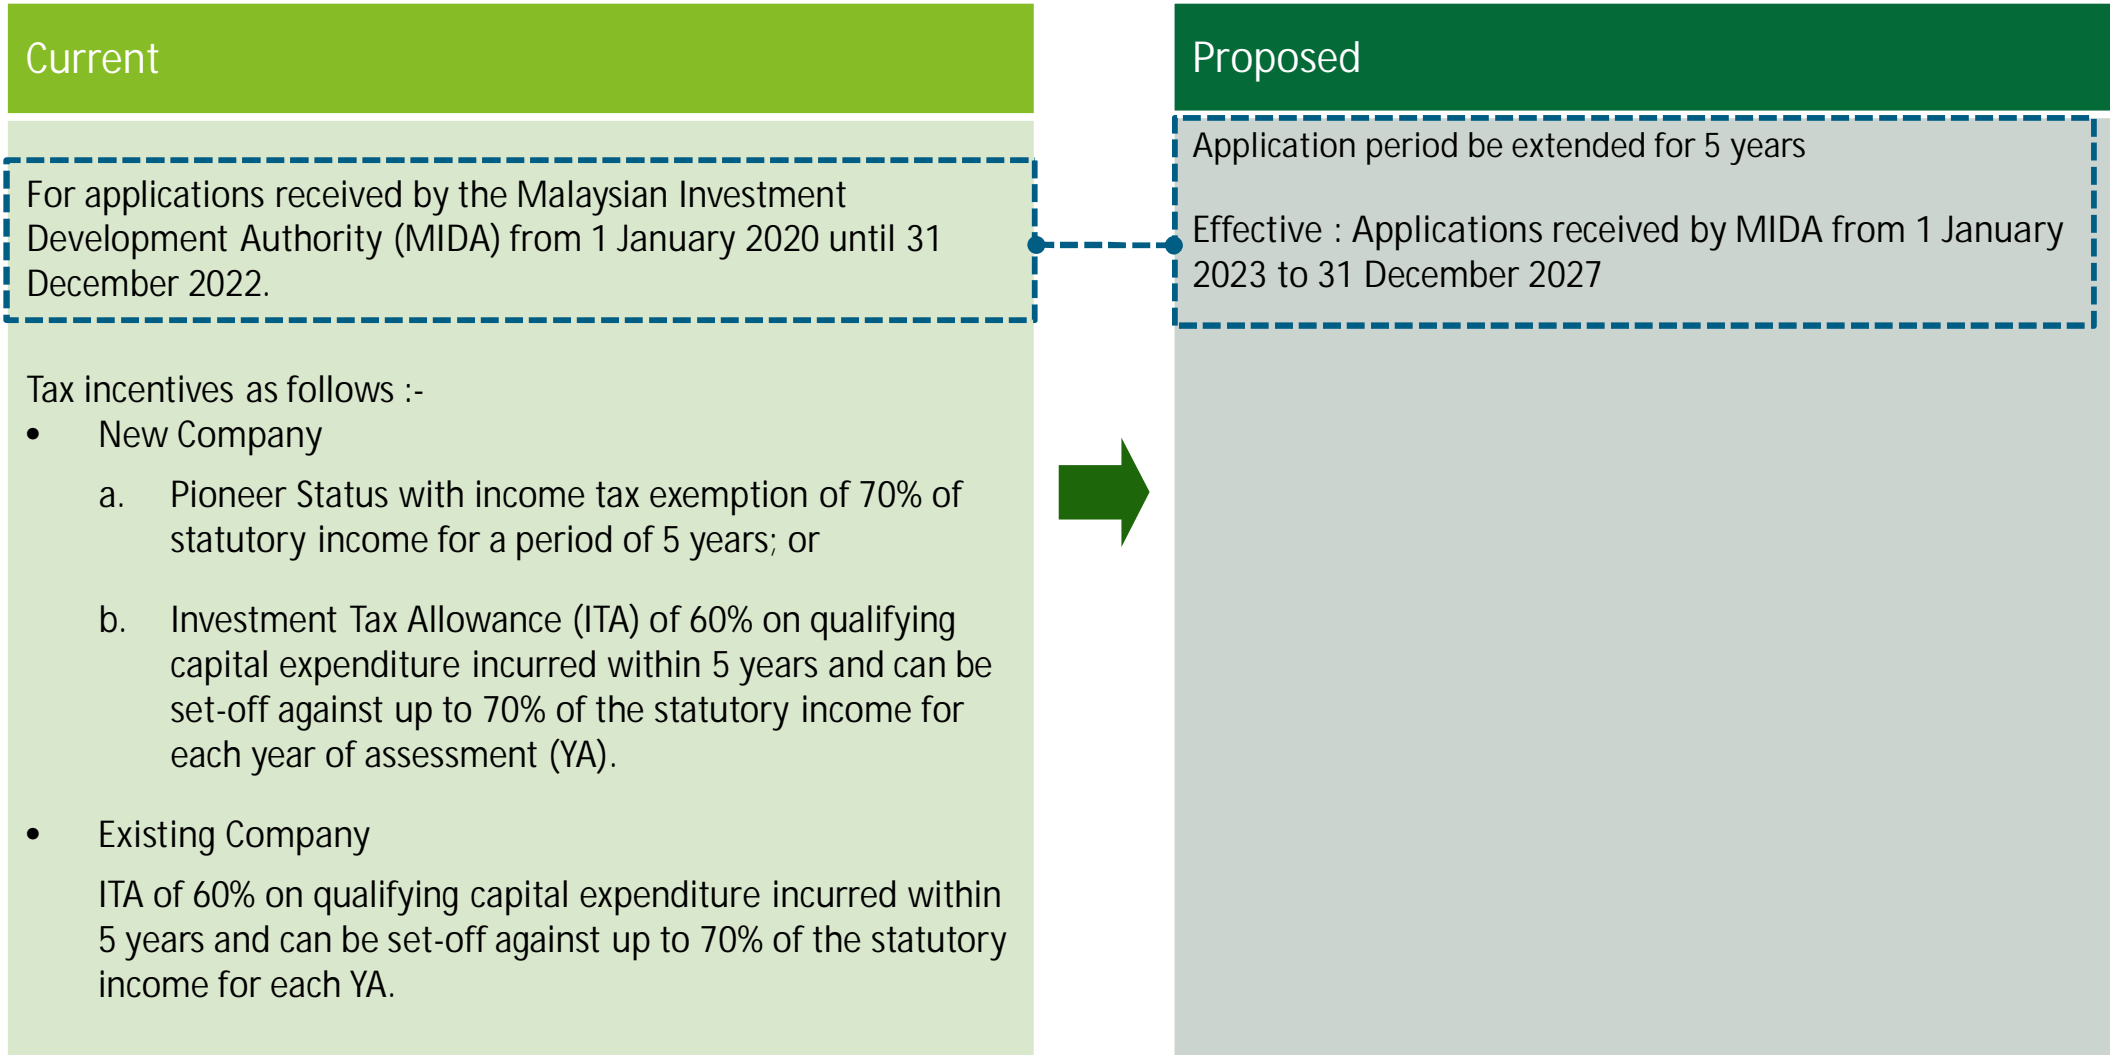 Current
For applications received by the Malaysian Investment
Development Authority (MIDA) from 1 January 2020 until 31
December 2022.
Tax incentives as follows :-
• New Company
a. Pioneer Status with income tax exemption of 70% of
statutory income for a period of 5 years; or
b. Investment Tax Allowance (ITA) of 60% on qualifying
capital expenditure incurred within 5 years and can be
set-off against up to 70% of the statutory income for
each year of assessment (YA).
• Existing Company
ITA of 60% on qualifying capital expenditure incurred within
5 years and can be set-off against up to 70% of the statutory
income for each YA.
Proposed
Application period be extended for 5 years
Effective : Applications received by MIDA from 1 January
2023 to 31 December 2027